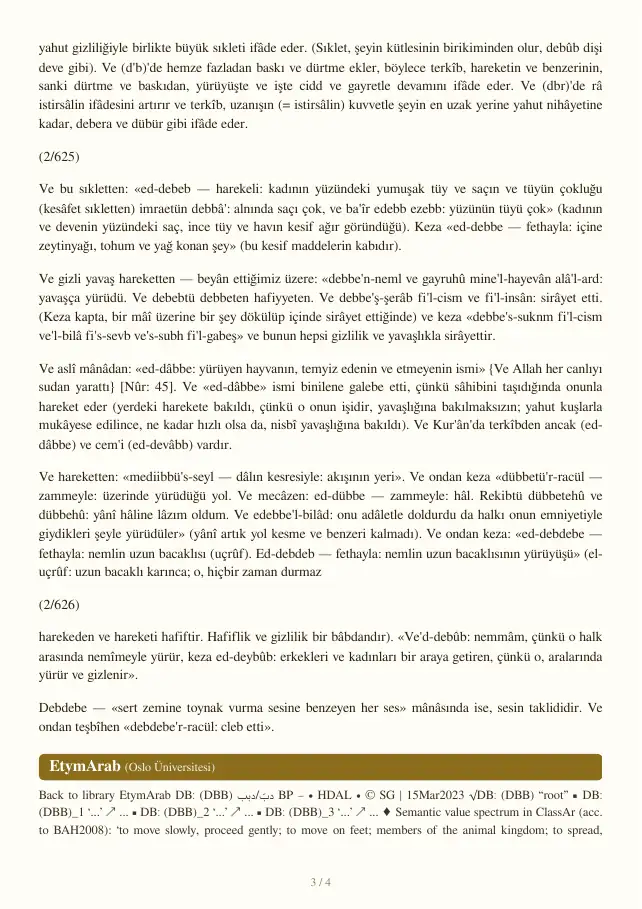 yahut gizliliğiyle birlikte büyük sıkleti ifâde eder. (Sıklet, şeyin kütlesinin birikiminden olur, debûb dişi
deve gibi). Ve (d'b)'de hemze fazladan baskı ve dürtme ekler, böylece terkîb, hareketin ve benzerinin,
sanki dürtme ve baskıdan, yürüyüşte ve işte cidd ve gayretle devamını ifâde eder. Ve (dbr)'de râ
istirsâlin ifâdesini artırır ve terkîb, uzanışın (= istirsâlin) kuvvetle şeyin en uzak yerine yahut nihâyetine
kadar, debera ve dübür gibi ifâde eder.
(2/625)
Ve bu sıkletten: «ed-debeb — harekeli: kadının yüzündeki yumuşak tüy ve saçın ve tüyün çokluğu
(kesâfet sıkletten) imraetün debbâ': alnında saçı çok, ve ba'îr edebb ezebb: yüzünün tüyü çok» (kadının
ve devenin yüzündeki saç, ince tüy ve havın kesif ağır göründüğü). Keza «ed-debbe — fethayla: içine
zeytinyağı, tohum ve yağ konan şey» (bu kesif maddelerin kabıdır).
Ve gizli yavaş hareketten — beyân ettiğimiz üzere: «debbe'n-neml ve gayruhû mine'l-hayevân alâ'l-ard:
yavaşça yürüdü. Ve debebtü debbeten hafiyyeten. Ve debbe'ş-şerâb fi'l-cism ve fi'l-insân: sirâyet etti.
(Keza kapta, bir mâî üzerine bir şey dökülüp içinde sirâyet ettiğinde) ve keza «debbe's-suknm fi'l-cism
ve'l-bilâ fi's-sevb ve's-subh fi'l-gabeş» ve bunun hepsi gizlilik ve yavaşlıkla sirâyettir.
Ve aslî mânâdan: «ed-dâbbe: yürüyen hayvanın, temyiz edenin ve etmeyenin ismi» {Ve Allah her canlıyı
sudan yarattı} [Nûr: 45]. Ve «ed-dâbbe» ismi binilene galebe etti, çünkü sâhibini taşıdığında onunla
hareket eder (yerdeki harekete bakıldı, çünkü o onun işidir, yavaşlığına bakılmaksızın; yahut kuşlarla
mukâyese edilince, ne kadar hızlı olsa da, nisbî yavaşlığına bakıldı). Ve Kur'ân'da terkîbden ancak (ed-
dâbbe) ve cem'i (ed-devâbb) vardır.
Ve hareketten: «mediibbü's-seyl — dâlın kesresiyle: akışının yeri». Ve ondan keza «dübbetü'r-racül —
zammeyle: üzerinde yürüdüğü yol. Ve mecâzen: ed-dübbe — zammeyle: hâl. Rekibtü dübbetehû ve
dübbehû: yânî hâline lâzım oldum. Ve edebbe'l-bilâd: onu adâletle doldurdu da halkı onun emniyetiyle
giydikleri şeyle yürüdüler» (yânî artık yol kesme ve benzeri kalmadı). Ve ondan keza: «ed-debdebe —
fethayla: nemlin uzun bacaklısı (uçrûf). Ed-debdeb — fethayla: nemlin uzun bacaklısının yürüyüşü» (el-
uçrûf: uzun bacaklı karınca; o, hiçbir zaman durmaz
(2/626)
harekeden ve hareketi hafiftir. Hafiflik ve gizlilik bir bâbdandır). «Ve'd-debûb: nemmâm, çünkü o halk
arasında nemîmeyle yürür, keza ed-deybûb: erkekleri ve kadınları bir araya getiren, çünkü o, aralarında
yürür ve gizlenir».
Debdebe — «sert zemine toynak vurma sesine benzeyen her ses» mânâsında ise, sesin taklididir. Ve
ondan teşbîhen «debdebe'r-racül: cleb etti».
EtymArab (Oslo Üniversitesi)
Back to library EtymArab DB: (DBB) دبّ/دبب BP – • HDAL • © SG | 15Mar2023 √DB: (DBB) “root” ▪ DB:
(DBB)_1 ‘...’ ↗ ... ▪ DB: (DBB)_2 ‘...’ ↗ ... ▪ DB: (DBB)_3 ‘...’ ↗ ... ♦ Semantic value spectrum in ClassAr (acc.
to BAH2008): ‘to move slowly, proceed gently; to move on feet; members of the animal kingdom; to spread,
3 / 4